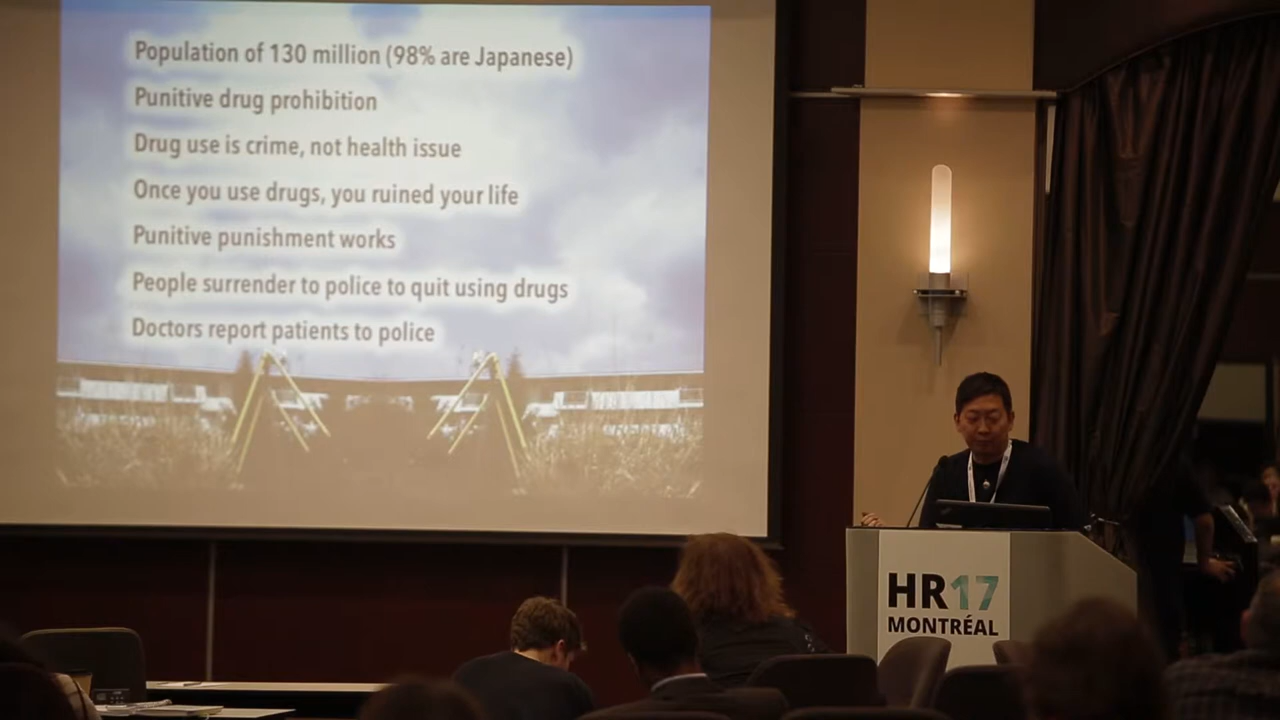 Population of 130 million (98% are Japanese)
Punitive drug prohibition
Drug use is crime, not health issue
Once you use drugs, you ruined your life
Punitive punishment works
People surrender to police to quit using drugs
Doctors report patients to police
HR17
MONTRÉAL